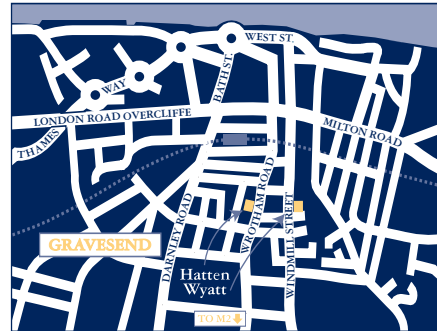 WEST ST.
BATH ST.
WAY
LONDON ROAD OVERCLIFFE
MILTON ROAD
THAMES
DARNLEY ROAD
WROTHAM ROAD
WINDMILL STREET
GRAVESEND
Hatten
Wyatt
TO M2